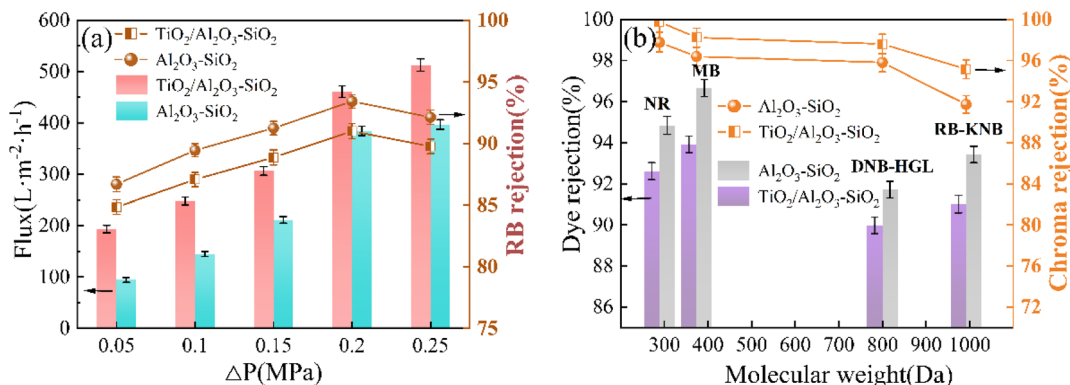 (a)
TiO₂/Al₂O₃-SiO₂
Al₂O₃-SiO₂
TiO₂/Al₂O₃-SiO₂
Al₂O₃-SiO₂
Flux(L·m⁻²·h⁻¹)
600
500
400
300
200
100
0
0.05 0.1 0.15 0.2 0.25
△P(MPa)
100
95
90
85
80
75
RB rejection(%)
(b)
NR
MB
DNB-HGL
RB-KNB
Al₂O₃-SiO₂
TiO₂/Al₂O₃-SiO₂
Al₂O₃-SiO₂
TiO₂/Al₂O₃-SiO₂
Dye rejection(%)
100
98
96
94
92
90
88
86
300 400 500 600 700 800 900 1000
Molecular weight(Da)
100
96
92
88
84
80
76
72
Chroma rejection(%)